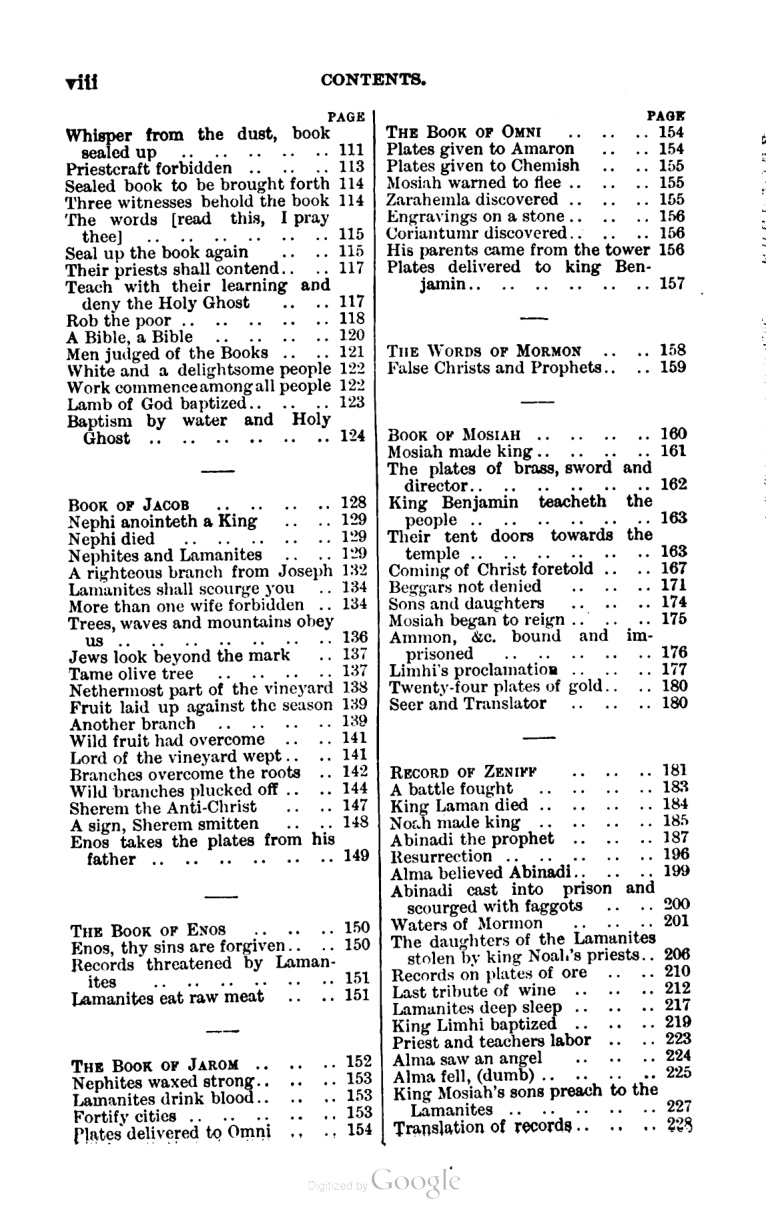 viii
CONTENTS.
PAGE
Whisper from the dust, book
sealed up .. .. .. .. .. 111
Priestcraft forbidden .. .. .. 113
Sealed book to be brought forth 114
Three witnesses behold the book 114
The words [read this, I pray
thee] .. .. .. .. .. .. .. 115
Seal up the book again .. .. 115
Their priests shall contend.. .. 117
Teach with their learning and
deny the Holy Ghost .. .. 117
Rob the poor .. .. .. .. .. 118
A Bible, a Bible .. .. .. .. 120
Men judged of the Books .. .. 121
White and a delightsome people 122
Work commence among all people 122
Lamb of God baptized.. .. .. 123
Baptism by water and Holy
Ghost .. .. .. .. .. .. .. 124
BOOK OF JACOB .. .. .. .. 128
Nephi anointeth a King .. .. 129
Nephi died .. .. .. .. .. 129
Nephites and Lamanites .. .. 129
A righteous branch from Joseph 132
Lamanites shall scourge you .. 134
More than one wife forbidden .. 134
Trees, waves and mountains obey
us .. .. .. .. .. .. .. .. 136
Jews look beyond the mark .. 137
Tame olive tree .. .. .. .. 137
Nethermost part of the vineyard 138
Fruit laid up against the season 139
Another branch .. .. .. .. 139
Wild fruit had overcome .. .. 141
Lord of the vineyard wept.. .. 141
Branches overcome the roots .. 142
Wild branches plucked off .. .. 144
Sherem the Anti-Christ .. .. 147
A sign, Sherem smitten .. .. 148
Enos takes the plates from his
father .. .. .. .. .. .. .. 149
THE BOOK OF ENOS .. .. .. 150
Enos, thy sins are forgiven.. .. 150
Records threatened by Laman-
ites .. .. .. .. .. .. .. 151
Lamanites eat raw meat .. .. 151
THE BOOK OF JAROM .. .. .. 152
Nephites waxed strong.. .. .. 153
Lamanites drink blood.. .. .. 153
Fortify cities .. .. .. .. .. 153
Plates delivered to Omni .. .. 154
PAGE
THE BOOK OF OMNI .. .. .. 154
Plates given to Amaron .. .. 154
Plates given to Chemish .. .. 155
Mosiah warned to flee .. .. .. 155
Zarahemla discovered .. .. .. 155
Engravings on a stone .. .. .. 156
Coriantumr discovered.. .. .. 156
His parents came from the tower 156
Plates delivered to king Ben-
jamin.. .. .. .. .. .. .. 157
THE WORDS OF MORMON .. .. 158
False Christs and Prophets.. .. 159
BOOK OF MOSIAH .. .. .. .. 160
Mosiah made king .. .. .. .. 161
The plates of brass, sword and
director.. .. .. .. .. .. .. 162
King Benjamin teacheth the
people .. .. .. .. .. .. .. 163
Their tent doors towards the
temple .. .. .. .. .. .. .. 163
Coming of Christ foretold .. .. 167
Beggars not denied .. .. .. 171
Sons and daughters .. .. .. 174
Mosiah began to reign .. .. .. 175
Ammon, &c. bound and im-
prisoned .. .. .. .. .. .. 176
Limhi's proclamation .. .. .. 177
Twenty-four plates of gold.. .. 180
Seer and Translator .. .. .. 180
RECORD OF ZENIFF .. .. .. 181
A battle fought .. .. .. .. 183
King Laman died .. .. .. .. 184
Noah made king .. .. .. .. 185
Abinadi the prophet .. .. .. 187
Resurrection .. .. .. .. .. 196
Alma believed Abinadi.. .. .. 199
Abinadi cast into prison and
scourged with faggots .. .. 200
Waters of Mormon .. .. .. 201
The daughters of the Lamanites
stolen by king Noah's priests.. 206
Records on plates of ore .. .. 210
Last tribute of wine .. .. .. 212
Lamanites deep sleep .. .. .. 217
King Limhi baptized .. .. .. 219
Priest and teachers labor .. .. 223
Alma saw an angel .. .. .. 224
Alma fell, (dumb) .. .. .. .. 225
King Mosiah's sons preach to the
Lamanites .. .. .. .. .. .. 227
Translation of records.. .. .. 228
Digitized by Google